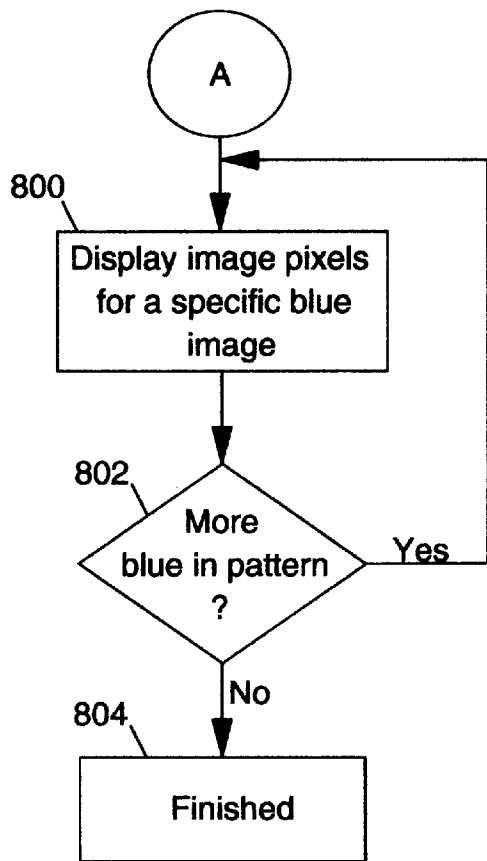 A
800
Display image pixels
for a specific blue
image
802
More
blue in pattern
?
Yes
No
804
Finished